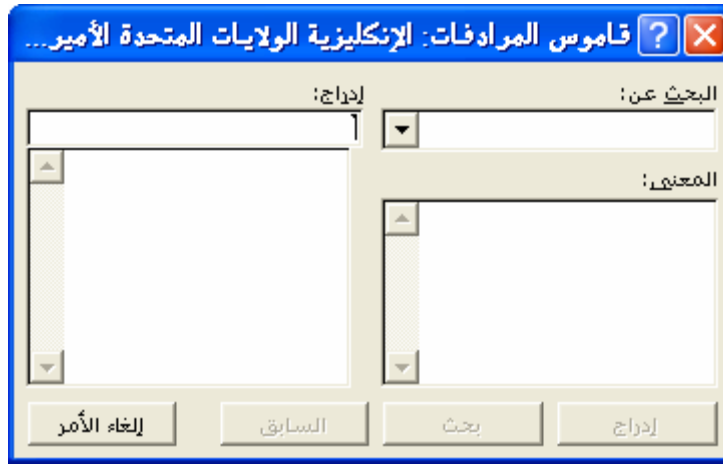 قاموس المرادفات: الإنكليزية الولايات المتحدة الأمير...
البحث عن:
إدراج:
المعنى:
إدراج
بحث
السابق
إلغاء الأمر